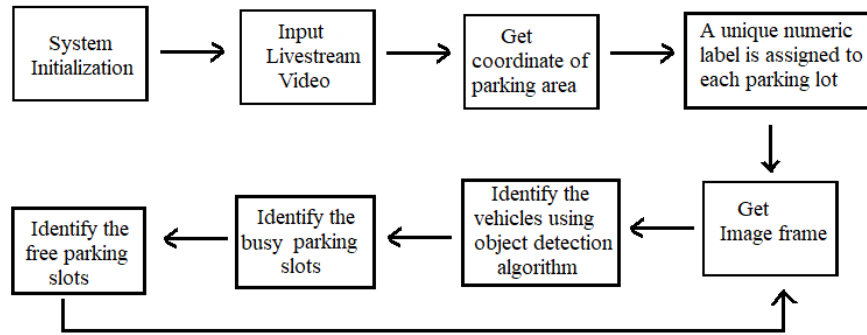 System
Initialization
Input
Livestream
Video
Get
coordinate of
parking area
A unique numeric
label is assigned to
each parking lot
Get
Image frame
Identify the
vehicles using
object detection
algorithm
Identify the
busy parking
slots
Identify the
free parking
slots